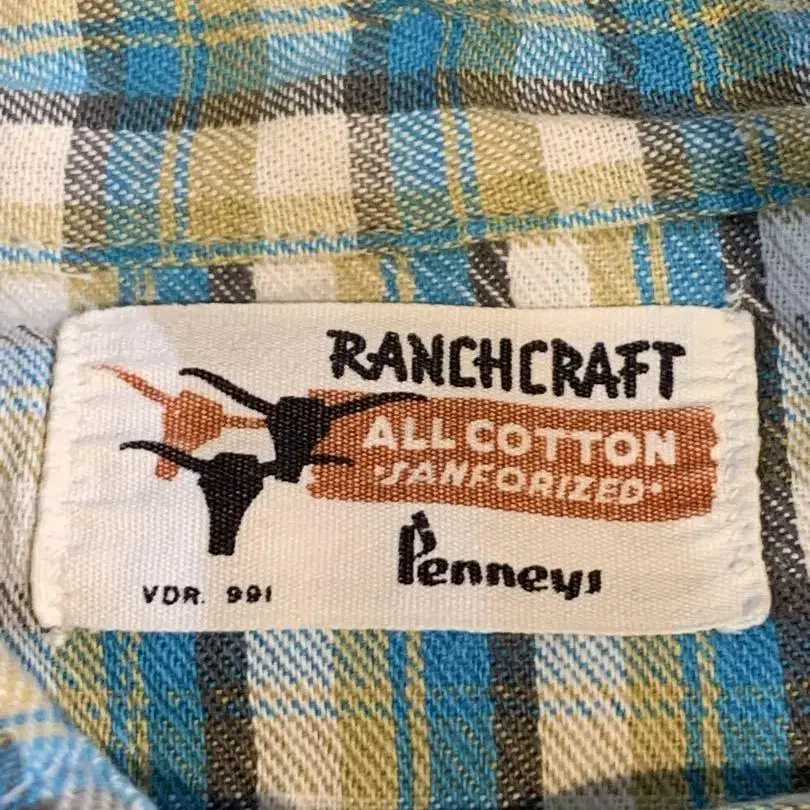 RANCHCRAFT
ALL COTTON
•SANFORIZED•
Penneys
VDR. 991